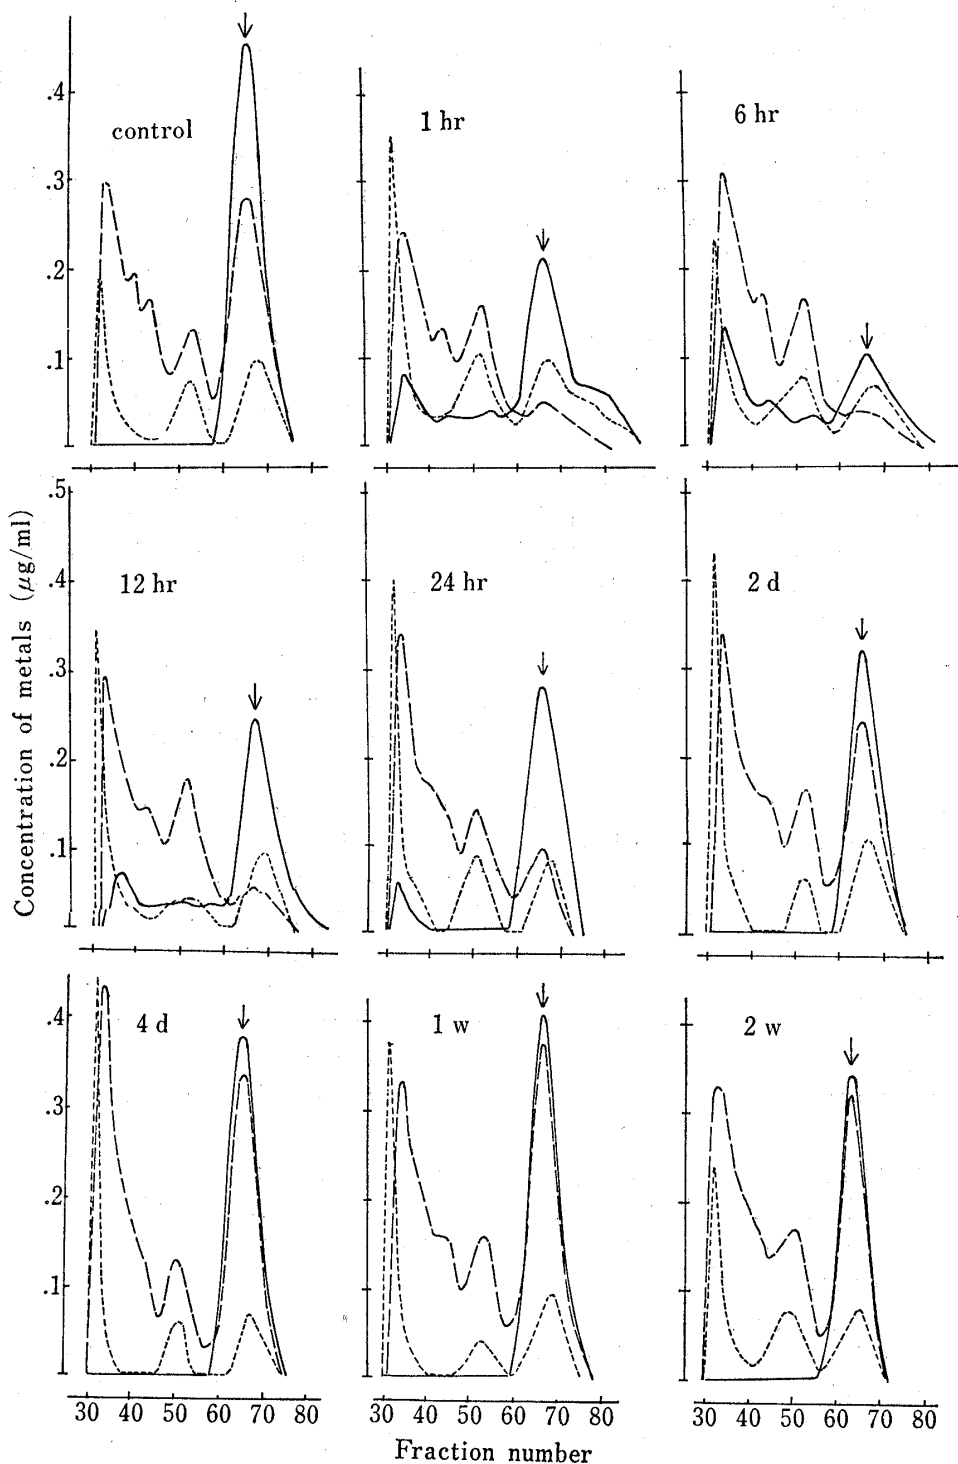 control
1 hr
6 hr
.4
.3
.2
.1
12 hr
24 hr
2 d
.5
.4
.3
.2
.1
4 d
1 w
2 w
.4
.3
.2
.1
30 40 50 60 70 80
30 40 50 60 70 80
30 40 50 60 70 80
Concentration of metals (μg/ml)
Fraction number